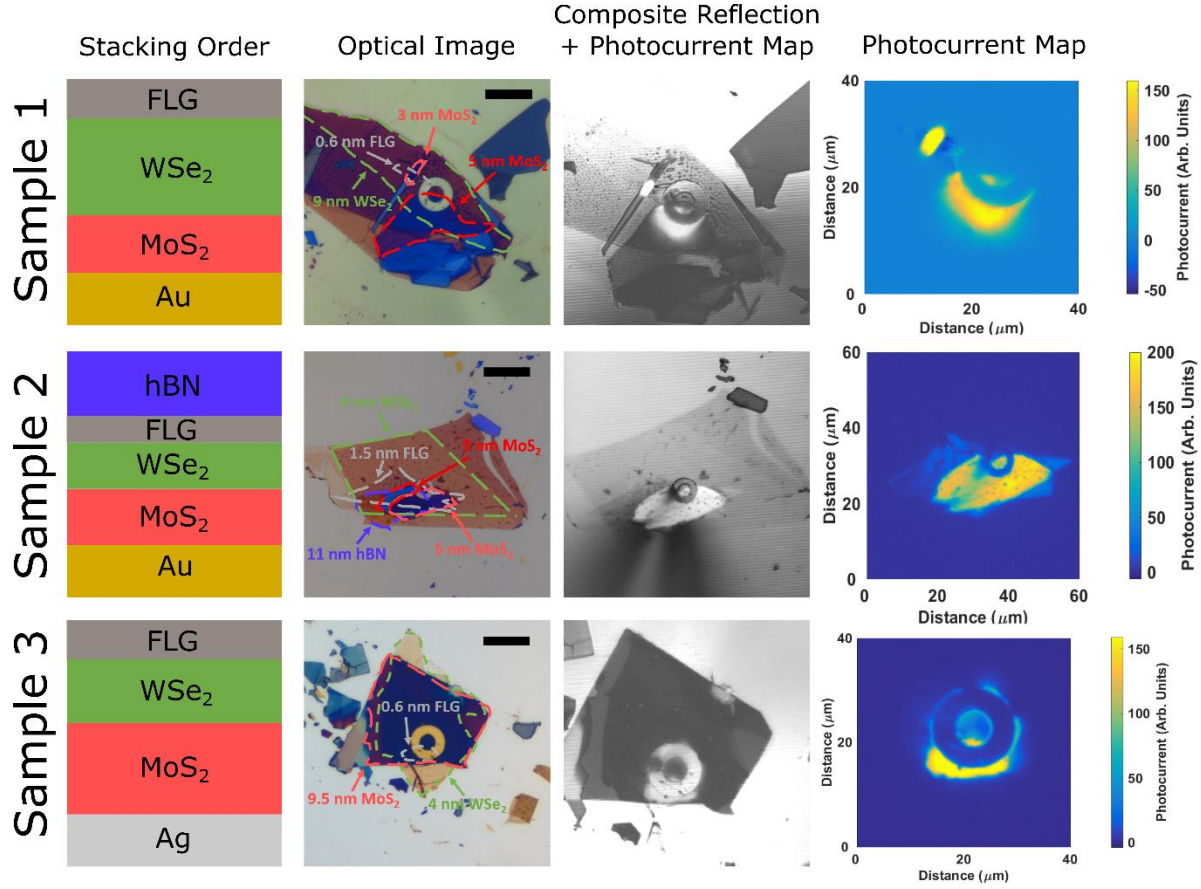 Stacking Order
Optical Image
Composite Reflection
+ Photocurrent Map
Photocurrent Map
Sample 1
FLG
WSe₂
MoS₂
Au
3 nm MoS₂
0.6 nm FLG
5 nm MoS₂
9 nm WSe₂
40
20
0
Distance (μm)
0
40
Distance (μm)
150
100
50
0
-50
Photocurrent (Arb. Units)
Sample 2
hBN
FLG
WSe₂
MoS₂
Au
nm WSe₂
1.5 nm FLG
nm MoS₂
11 nm hBN
5 nm MoS₂
60
40
20
0
Distance (μm)
20
40
60
Distance (μm)
200
150
100
50
0
Photocurrent (Arb. Units)
Sample 3
FLG
WSe₂
MoS₂
Ag
0.6 nm FLG
9.5 nm MoS₂
4 nm WSe₂
40
20
0
Distance (μm)
0
20
40
Distance (μm)
150
100
50
0
Photocurrent (Arb. Units)